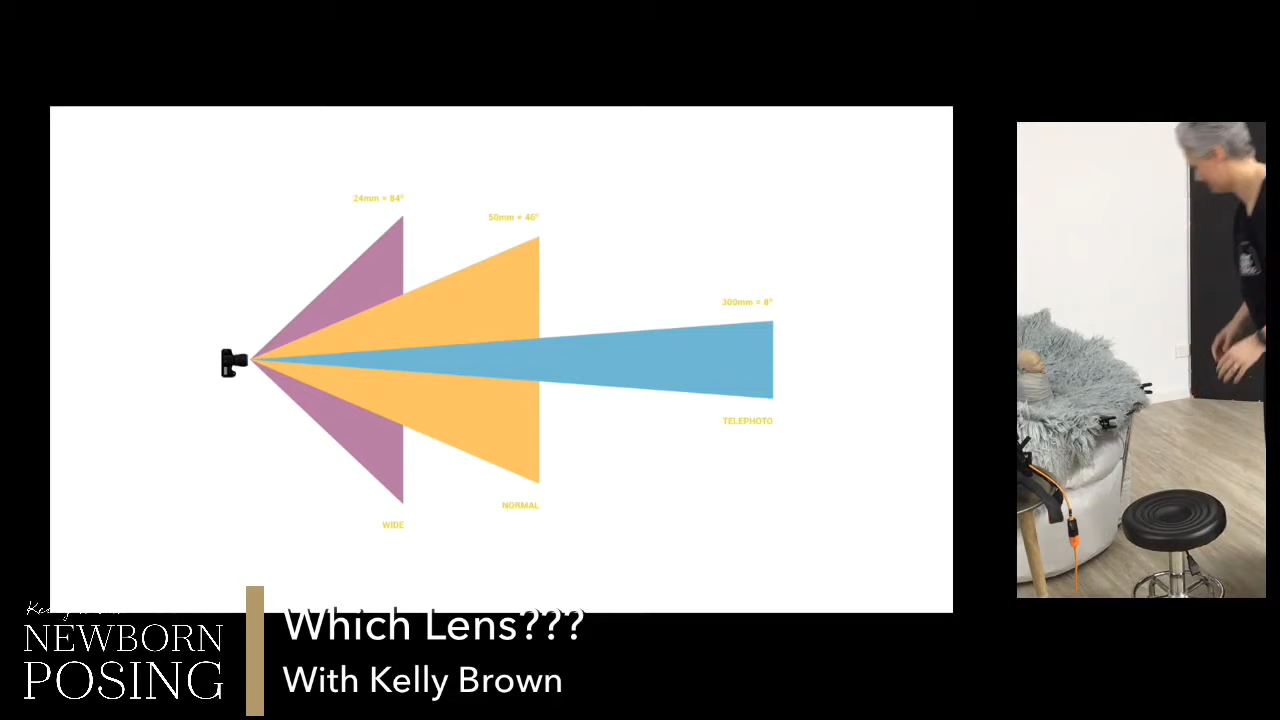 24mm = 84°
50mm = 46°
300mm = 8°
TELEPHOTO
NORMAL
WIDE
NEWBORN
POSING
Which Lens???
With Kelly Brown